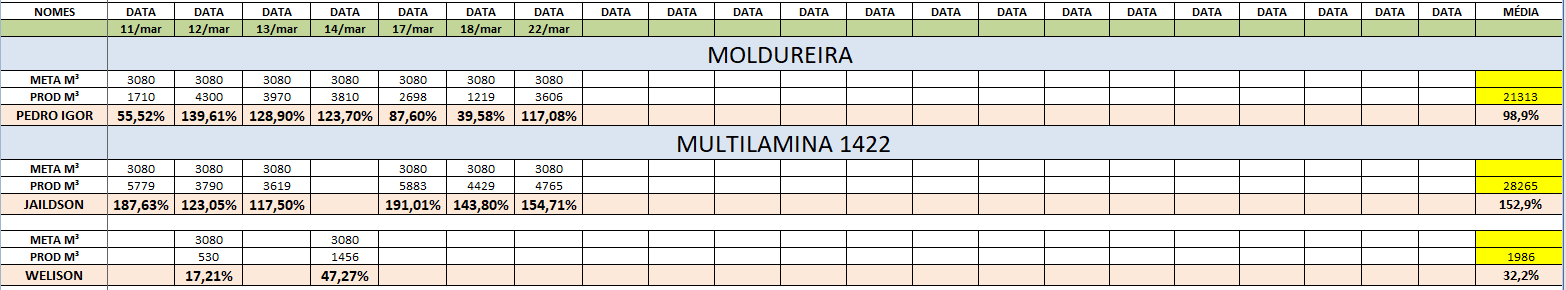 NOMES DATA DATA DATA DATA DATA DATA DATA DATA DATA DATA DATA DATA DATA DATA DATA DATA DATA DATA DATA DATA DATA MÉDIA
11/mar 12/mar 13/mar 14/mar 17/mar 18/mar 22/mar
MOLDUREIRA
META M³ 3080 3080 3080 3080 3080 3080 3080
PROD M³ 1710 4300 3970 3810 2698 1219 3606 21313
PEDRO IGOR 55,52% 139,61% 128,90% 123,70% 87,60% 39,58% 117,08% 98,9%
MULTILAMINA 1422
META M³ 3080 3080 3080 3080 3080 3080
PROD M³ 5779 3790 3619 5883 4429 4765 28265
JAILDSON 187,63% 123,05% 117,50% 191,01% 143,80% 154,71% 152,9%
META M³ 3080 3080
PROD M³ 530 1456 1986
WELISON 17,21% 47,27% 32,2%